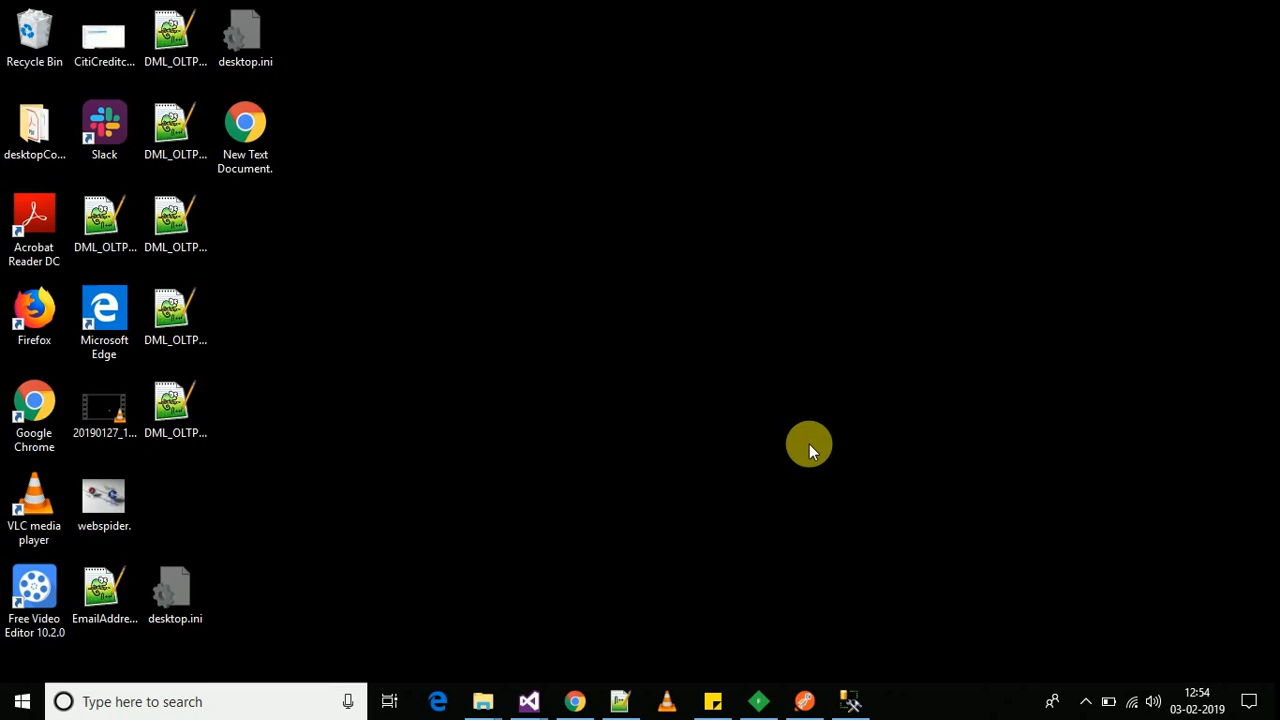 Recycle Bin
CitiCreditc...
DML_OLTP...
desktop.ini
desktopCo...
Slack
DML_OLTP...
New Text
Document.
Acrobat
Reader DC
DML_OLTP...
DML_OLTP...
Firefox
Microsoft
Edge
DML_OLTP...
Google
Chrome
20190127_1...
DML_OLTP...
VLC media
player
webspider.
Free Video
Editor 10.2.0
EmailAddre...
desktop.ini
Type here to search
12:54
03-02-2019